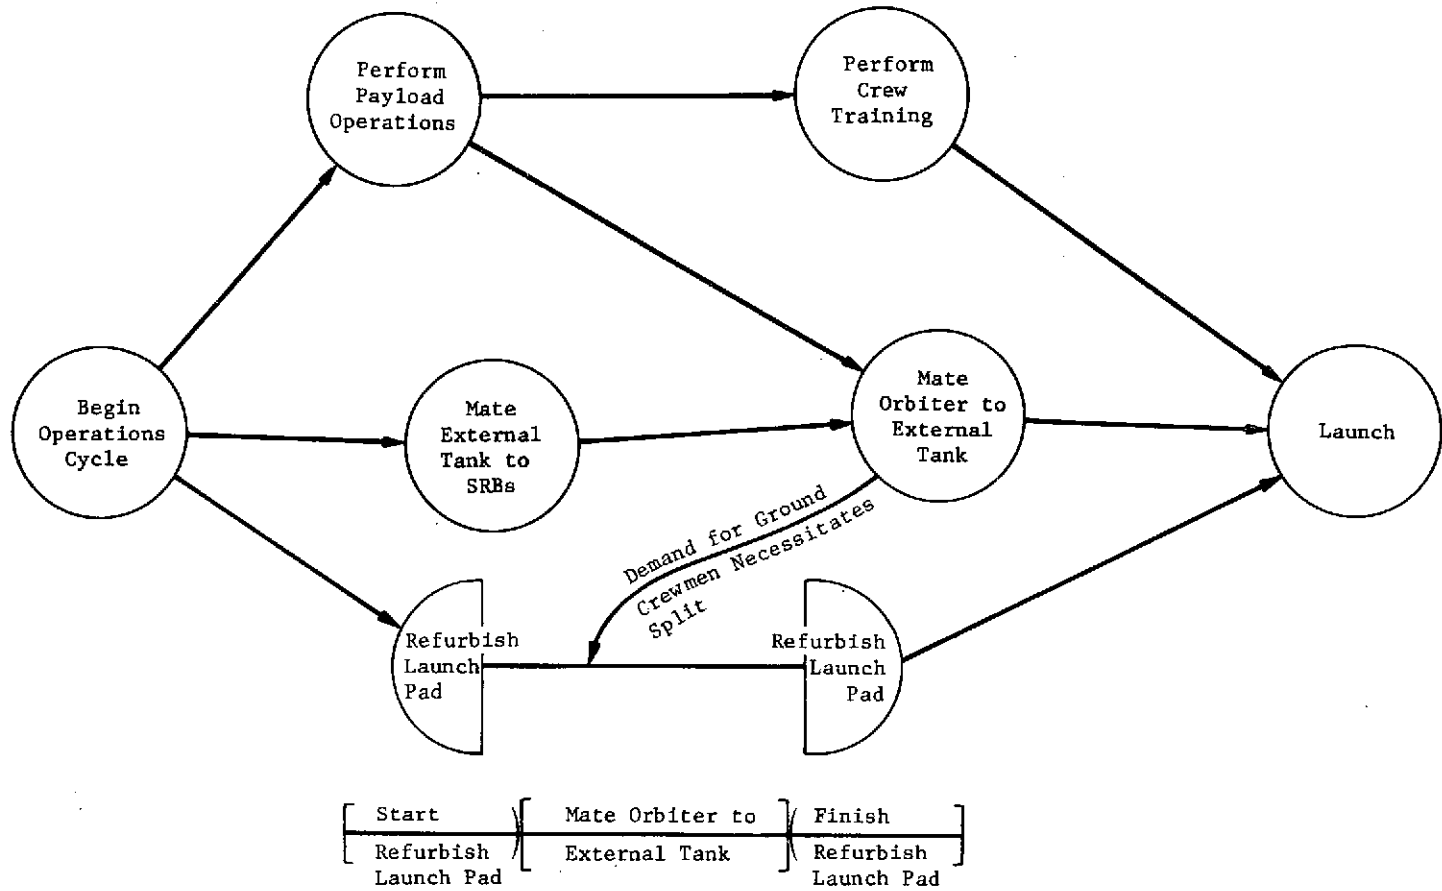 Perform
Payload
Operations
Perform
Crew
Training
Begin
Operations
Cycle
Mate
External
Tank to
SRBs
Mate
Orbiter to
External
Tank
Launch
Demand for Ground
Crewmen Necessitates
Split
Refurbish
Launch
Pad
Refurbish
Launch
Pad
Start
Refurbish
Launch Pad
Mate Orbiter to
External Tank
Finish
Refurbish
Launch Pad